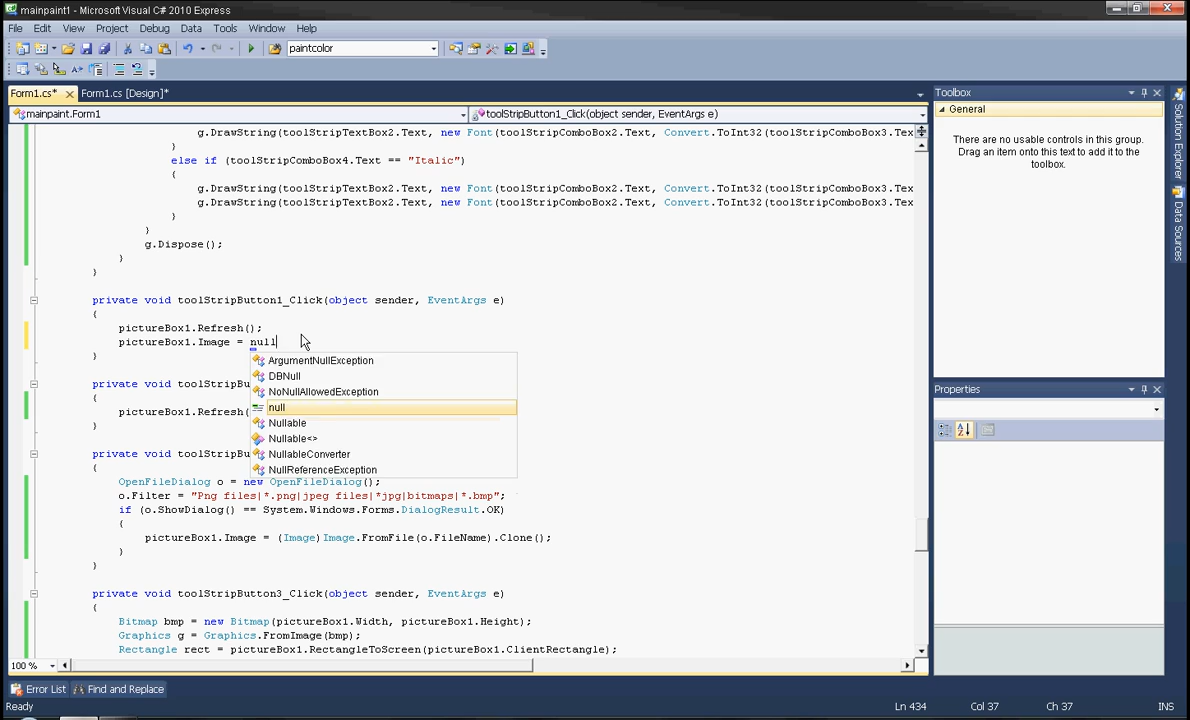 mainpaint1 - Microsoft Visual C# 2010 Express
File Edit View Project Debug Data Tools Window Help
paintcolor
Form1.cs* Form1.cs [Design]*
mainpaint.Form1 toolStripButton1_Click(object sender, EventArgs e)
g.DrawString(toolStripTextBox2.Text, new Font(toolStripComboBox2.Text, Convert.ToInt32(toolStripComboBox3.Te
}
else if (toolStripComboBox4.Text == "Italic")
{
g.DrawString(toolStripTextBox2.Text, new Font(toolStripComboBox2.Text, Convert.ToInt32(toolStripComboBox3.Tex
g.DrawString(toolStripTextBox2.Text, new Font(toolStripComboBox2.Text, Convert.ToInt32(toolStripComboBox3.Tex
}
}
g.Dispose();
}
}
private void toolStripButton1_Click(object sender, EventArgs e)
{
pictureBox1.Refresh();
pictureBox1.Image = null
}
ArgumentNullException
DBNull
NoNullAllowedException
null
Nullable
Nullable<>
NullableConverter
NullReferenceException
private void toolStripB
{
pictureBox1.Refresh(
}
private void toolStripB
{
OpenFileDialog o = new OpenFileDialog();
o.Filter = "Png files|*.png|jpeg files|*jpg|bitmaps|*.bmp";
if (o.ShowDialog() == System.Windows.Forms.DialogResult.OK)
{
pictureBox1.Image = (Image)Image.FromFile(o.FileName).Clone();
}
}
private void toolStripButton3_Click(object sender, EventArgs e)
{
Bitmap bmp = new Bitmap(pictureBox1.Width, pictureBox1.Height);
Graphics g = Graphics.FromImage(bmp);
Rectangle rect = pictureBox1.RectangleToScreen(pictureBox1.ClientRectangle);
100 %
Toolbox
General
There are no usable controls in this group.
Drag an item onto this text to add it to the
toolbox.
Properties
Solution Explorer
Data Sources
Error List Find and Replace
Ready Ln 434 Col 37 Ch 37 INS